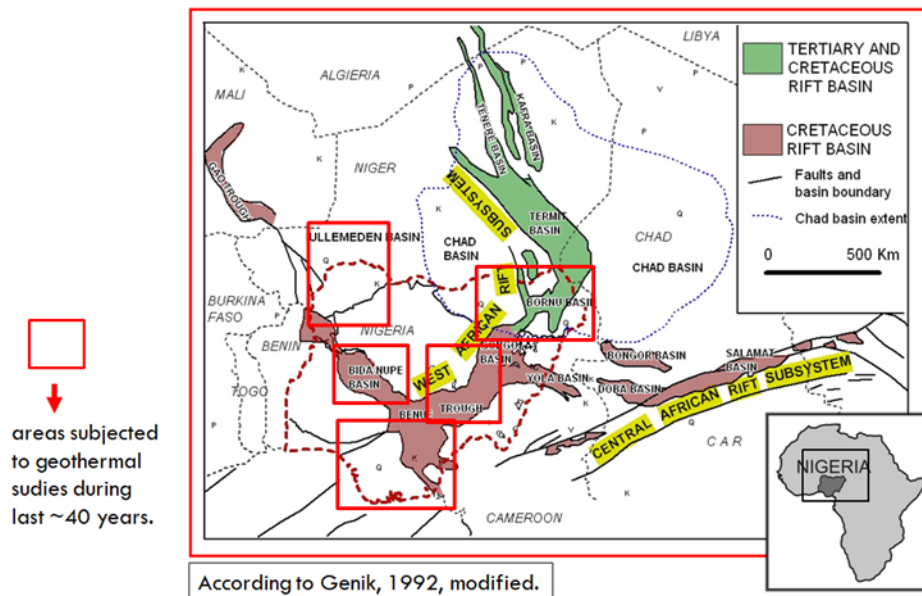 LIBYA
ALGIERIA
MALI
NIGER
CHAD
TENERE BASIN
KAFRA BASIN
GAO TROUGH
SUBSYSTEM
TERMIT
BASIN
ULLEMEDEN BASIN
CHAD
BASIN
CHAD BASIN
RIFT
BORNU BASIN
BURKINA
FASO
NIGERIA
AFRICAN
BENIN
BASIN
BONGOR BASIN
SALAMAT
BASIN
BIDA NUPE
BASIN
WEST
YOLA BASIN
DOBA BASIN
TOGO
BENUE
TROUGH
CENTRAL AFRICAN RIFT SUBSYSTEM
CAR
CAMEROON
TERTIARY AND
CRETACEOUS
RIFT BASIN
CRETACEOUS
RIFT BASIN
Faults and
basin boundary
Chad basin extent
0 500 Km
NIGERIA
areas subjected
to geothermal
sudies during
last ~40 years.
According to Genik, 1992, modified.